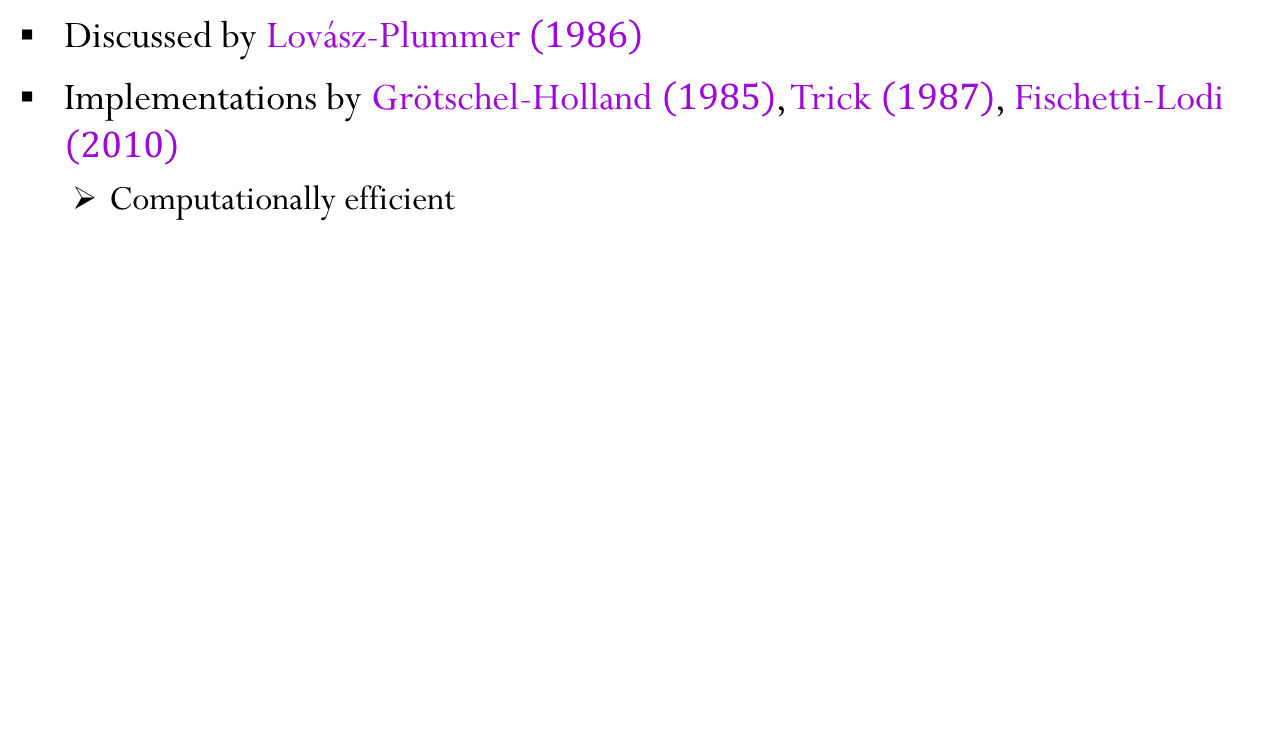 ▪ Discussed by Lovász-Plummer (1986)
▪ Implementations by Grötschel-Holland (1985), Trick (1987), Fischetti-Lodi
(2010)
➢ Computationally efficient